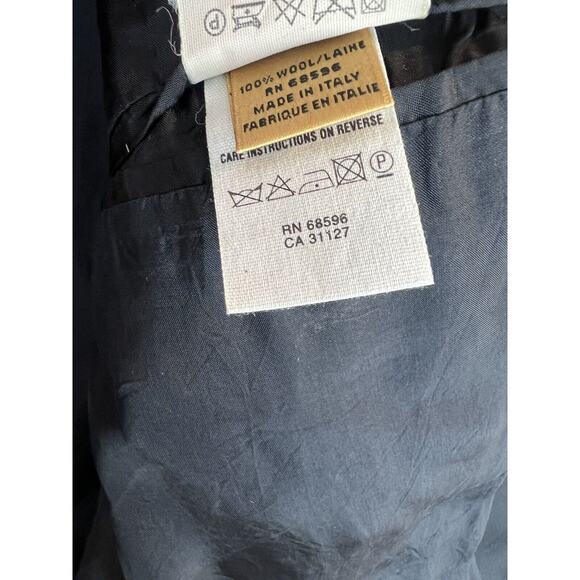 P
100% WOOL/LAINE
RN 68596
MADE IN ITALY
FABRIQUE EN ITALIE
CARE INSTRUCTIONS ON REVERSE
P
RN 68596
CA 31127